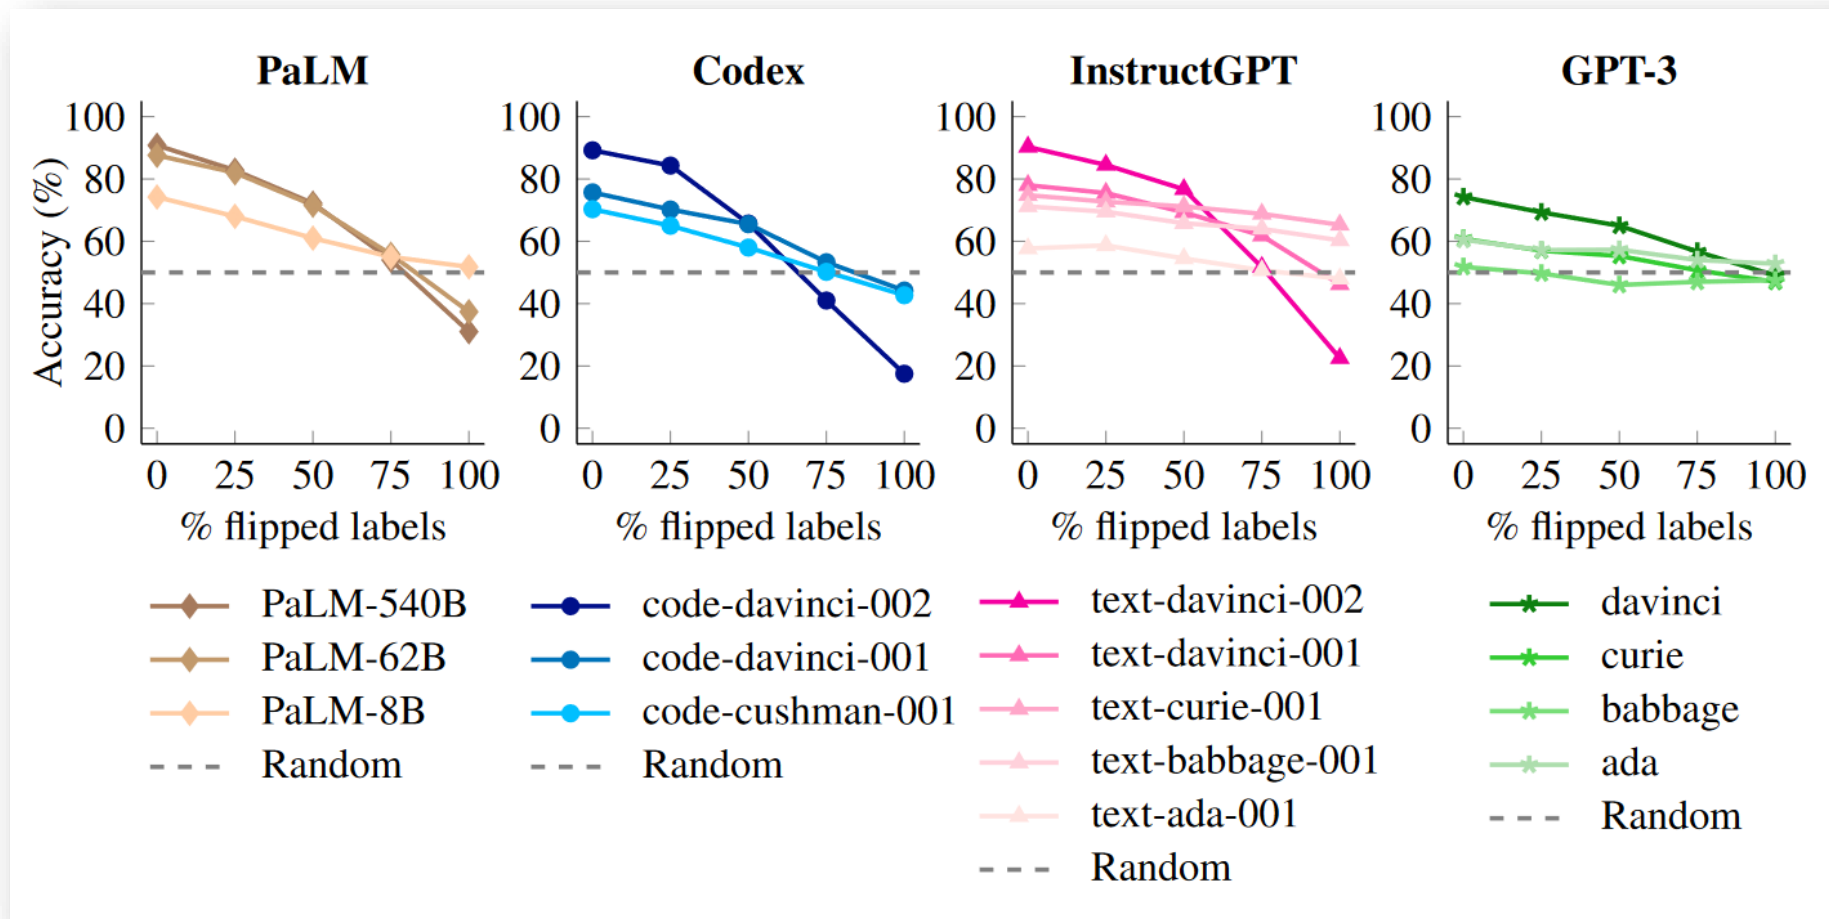 PaLM
Codex
InstructGPT
GPT-3
Accuracy (%)
100
80
60
40
20
0
0 25 50 75 100
% flipped labels
100
80
60
40
20
0
0 25 50 75 100
% flipped labels
100
80
60
40
20
0
0 25 50 75 100
% flipped labels
100
80
60
40
20
0
0 25 50 75 100
% flipped labels
PaLM-540B
PaLM-62B
PaLM-8B
Random
code-davinci-002
code-davinci-001
code-cushman-001
Random
text-davinci-002
text-davinci-001
text-curie-001
text-babbage-001
text-ada-001
Random
davinci
curie
babbage
ada
Random